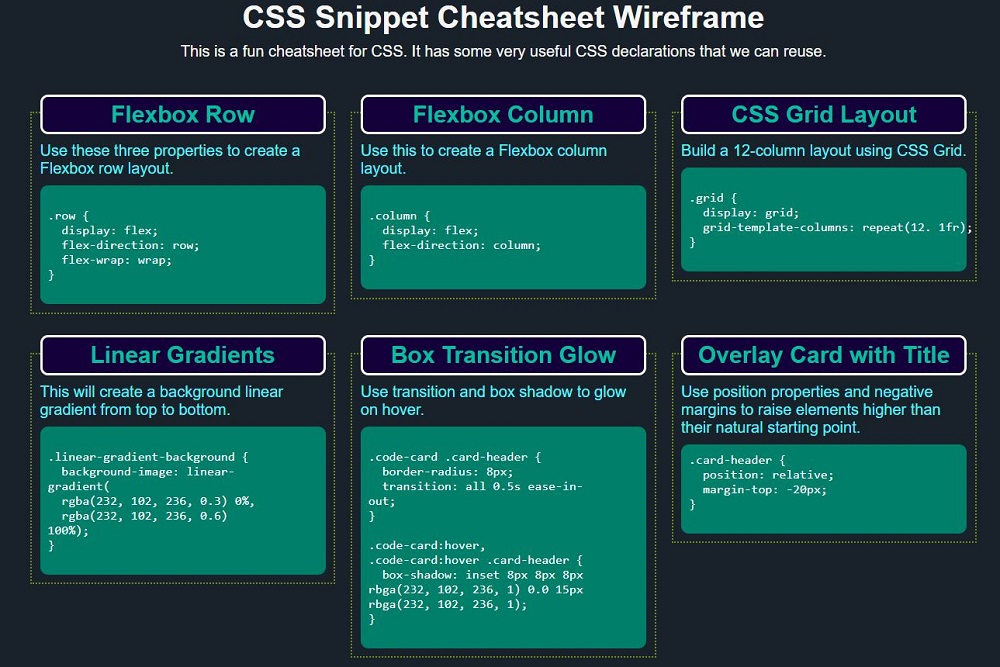 CSS Snippet Cheatsheet Wireframe
This is a fun cheatsheet for CSS. It has some very useful CSS declarations that we can reuse.
Flexbox Row
Use these three properties to create a
Flexbox row layout.
.row {
  display: flex;
  flex-direction: row;
  flex-wrap: wrap;
}
Flexbox Column
Use this to create a Flexbox column
layout.
.column {
  display: flex;
  flex-direction: column;
}
CSS Grid Layout
Build a 12-column layout using CSS Grid.
.grid {
  display: grid;
  grid-template-columns: repeat(12. 1fr);
}
Linear Gradients
This will create a background linear
gradient from top to bottom.
.linear-gradient-background {
  background-image: linear-
gradient(
  rgba(232, 102, 236, 0.3) 0%,
  rgba(232, 102, 236, 0.6)
100%);
}
Box Transition Glow
Use transition and box shadow to glow
on hover.
.code-card .card-header {
  border-radius: 8px;
  transition: all 0.5s ease-in-
out;
}
.code-card:hover,
.code-card:hover .card-header {
  box-shadow: inset 8px 8px 8px
rbga(232, 102, 236, 1) 0.0 15px
rbga(232, 102, 236, 1);
}
Overlay Card with Title
Use position properties and negative
margins to raise elements higher than
their natural starting point.
.card-header {
  position: relative;
  margin-top: -20px;
}